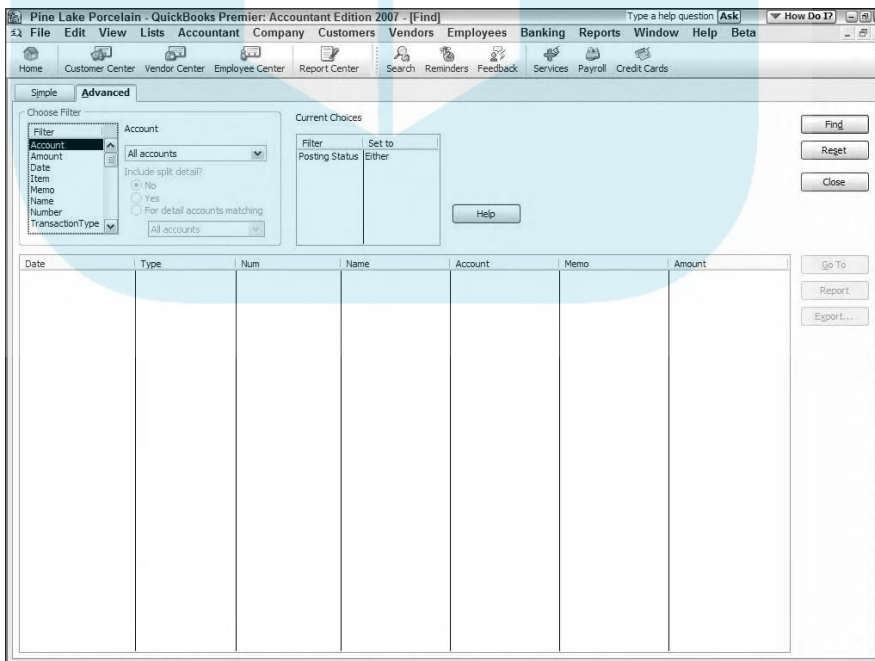 Pine Lake Porcelain - QuickBooks Premier: Accountant Edition 2007 - [Find]
Type a help question Ask
How Do I?
File Edit View Lists Accountant Company Customers Vendors Employees Banking Reports Window Help Beta
Home Customer Center Vendor Center Employee Center Report Center Search Reminders Feedback Services Payroll Credit Cards
Simple Advanced
Choose Filter
Filter
Account
Amount
Date
Item
Memo
Name
Number
TransactionType
Account
All accounts
Include split detail?
No
Yes
For detail accounts matching
All accounts
Current Choices
Filter Set to
Posting Status Either
Help
Find
Reset
Close
Date Type Num Name Account Memo Amount
Go To
Report
Export...